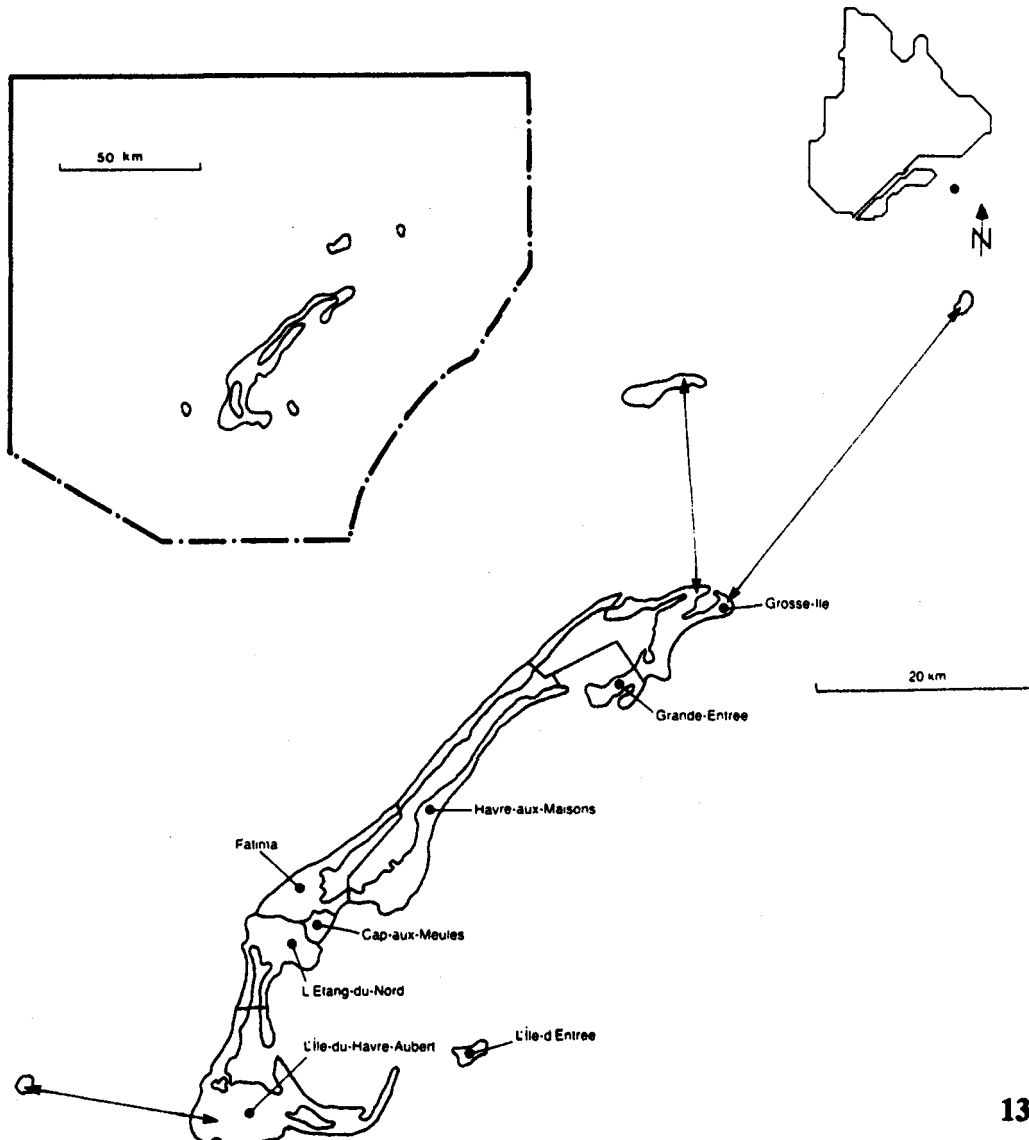 50 km
N
Grosse-Ile
20 km
Grande-Entree
Havre-aux-Maisons
Fatima
Cap-aux-Meules
L Etang-du-Nord
L'Île-d'Entree
L'Île-du-Havre-Aubert
13